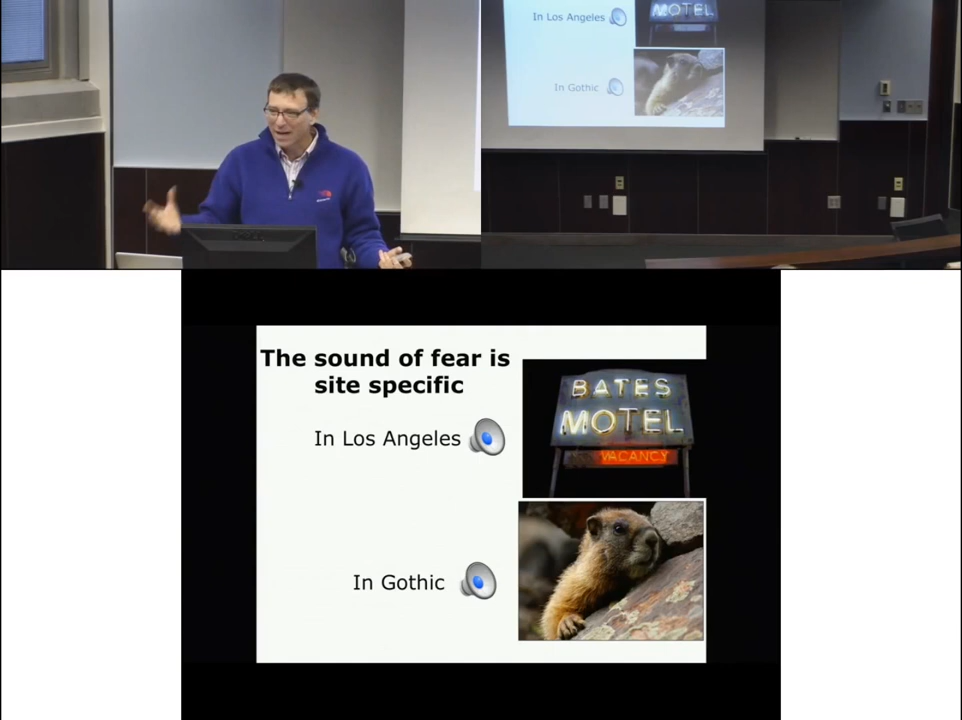 In Los Angeles
MOTEL
In Gothic
The sound of fear is
site specific
In Los Angeles
BATES
MOTEL
VACANCY
In Gothic